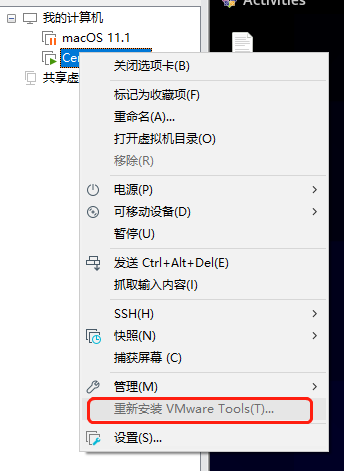 Activities
我的计算机
macOS 11.1
Cen
共享虚
关闭选项卡(B)
标记为收藏项(F)
重命名(A)...
打开虚拟机目录(O)
移除(R)
电源(P)
可移动设备(D)
暂停(U)
发送 Ctrl+Alt+Del(E)
抓取输入内容(I)
SSH(H)
快照(N)
捕获屏幕 (C)
管理(M)
重新安装 VMware Tools(T)...
设置(S)...